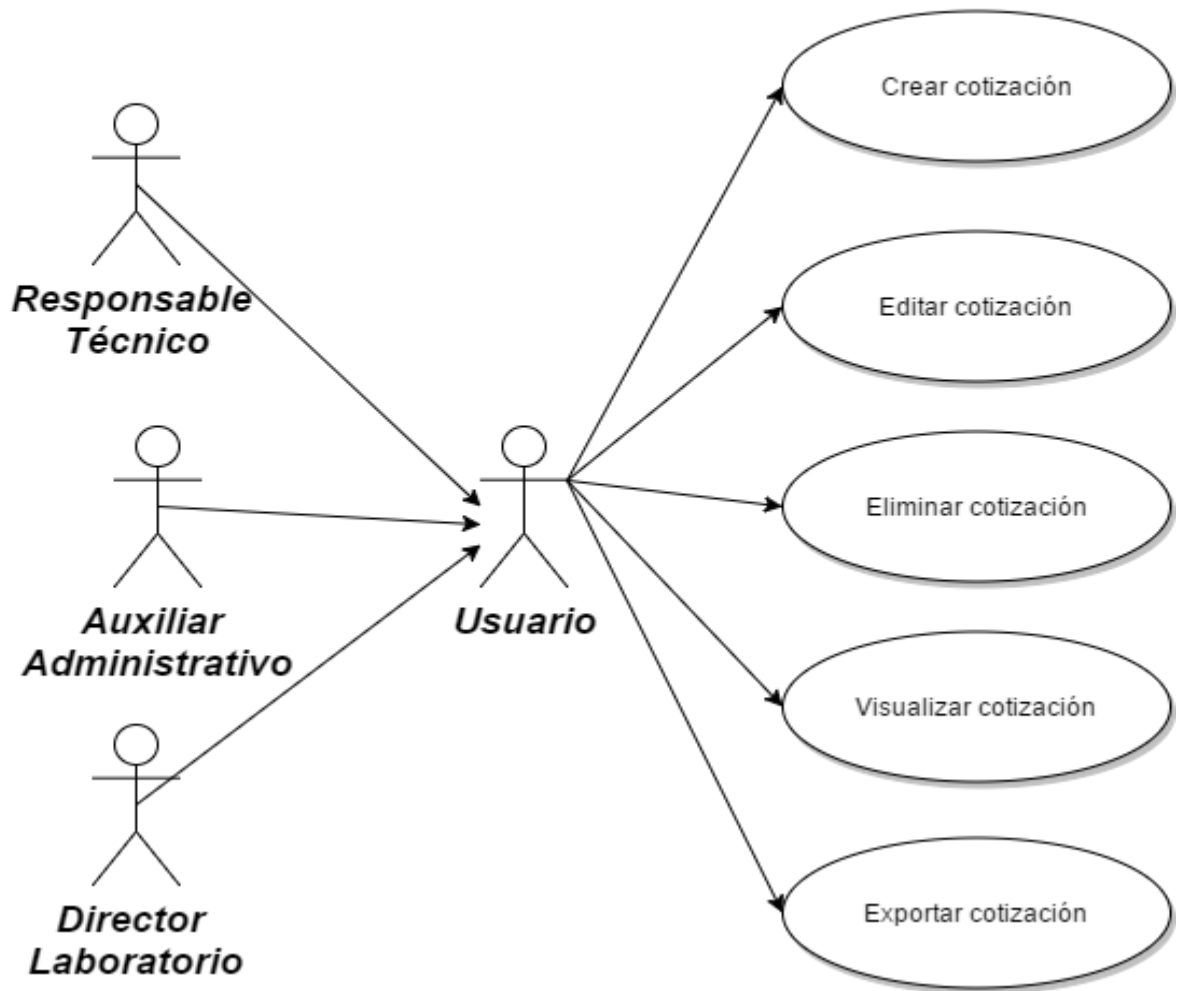 Crear cotización
Responsable
Técnico
Editar cotización
Auxiliar
Administrativo
Usuario
Eliminar cotización
Visualizar cotización
Director
Laboratorio
Exportar cotización